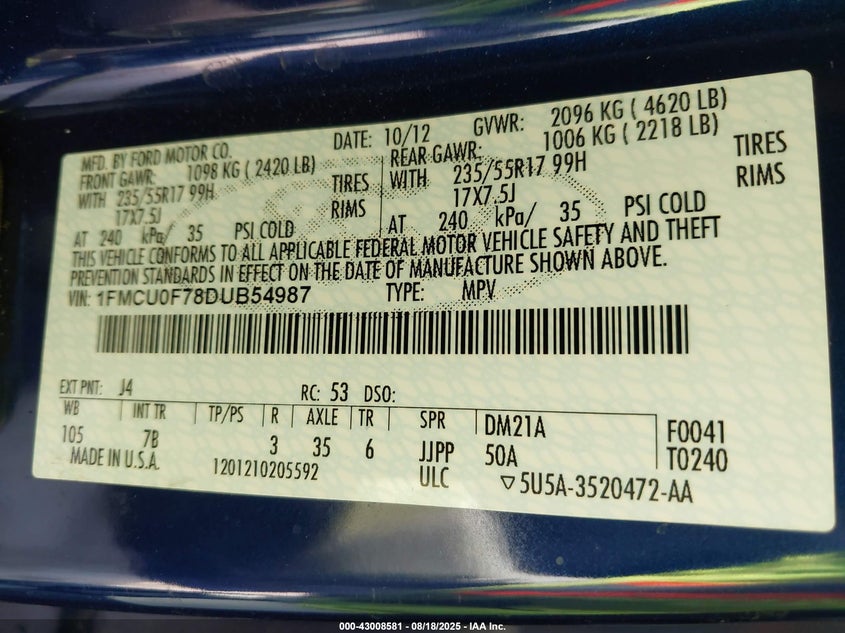 MFD. BY FORD MOTOR CO. DATE: 10/12 GVWR: 2096 KG ( 4620 LB)
FRONT GAWR: 1098 KG ( 2420 LB) REAR GAWR: 1006 KG ( 2218 LB)
WITH 235/55R17 99H TIRES WITH 235/55R17 99H TIRES
17X7.5J RIMS 17X7.5J RIMS
AT 240 kPa/ 35 PSI COLD AT 240 kPa/ 35 PSI COLD
THIS VEHICLE CONFORMS TO ALL APPLICABLE FEDERAL MOTOR VEHICLE SAFETY AND THEFT
PREVENTION STANDARDS IN EFFECT ON THE DATE OF MANUFACTURE SHOWN ABOVE.
VIN: 1FMCU0F78DUB54987 TYPE: MPV
EXT PNT: J4 RC: 53 DSO:
WB INT TR TP/PS R AXLE TR SPR DM21A F0041
105 7B 3 35 6 JJPP 50A T0240
MADE IN U.S.A. 1201210205592 ULC ▽5U5A-3520472-AA
000-43008581 - 08/18/2025 - IAA Inc.